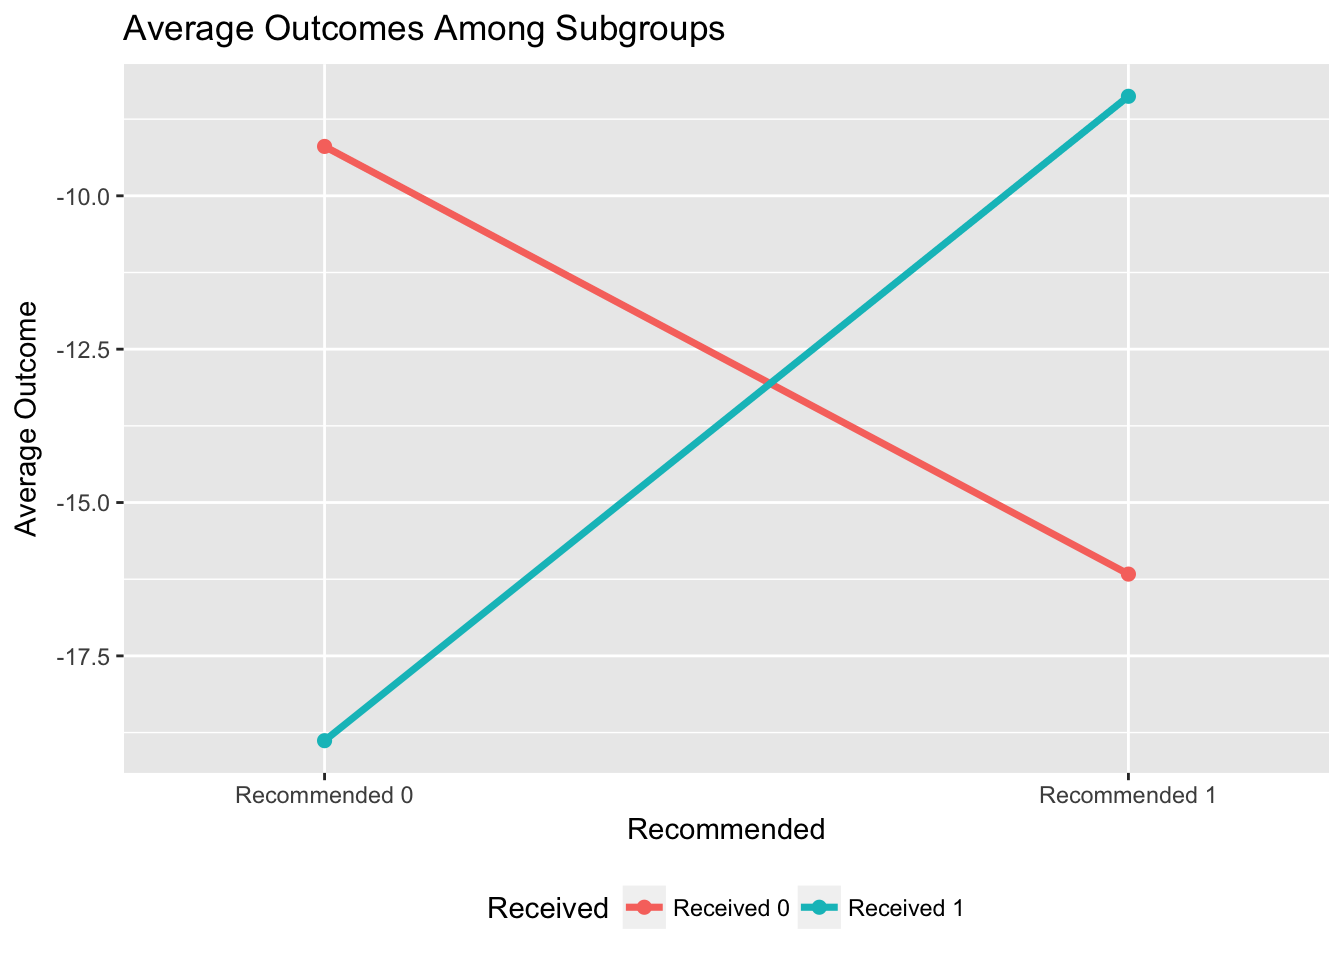 Average Outcomes Among Subgroups
-10.0
-12.5
-15.0
-17.5
Average Outcome
Recommended 0 Recommended 1
Recommended
Received Received 0 Received 1